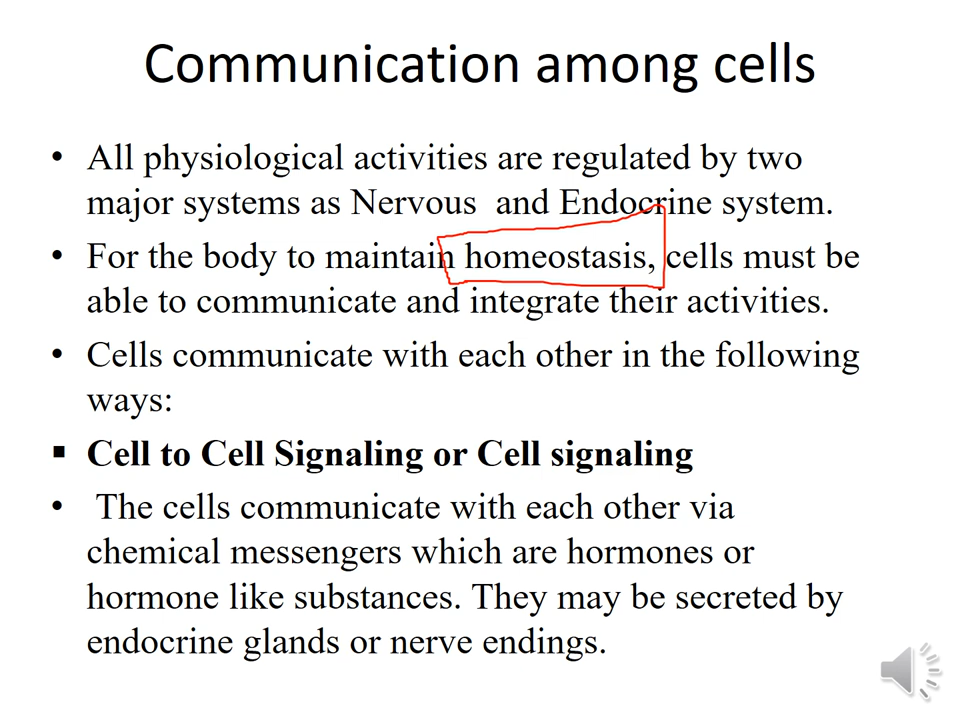 Communication among cells
• All physiological activities are regulated by two
major systems as Nervous  and Endocrine system.
• For the body to maintain homeostasis, cells must be
able to communicate and integrate their activities.
• Cells communicate with each other in the following
ways:
▪ Cell to Cell Signaling or Cell signaling
•  The cells communicate with each other via
chemical messengers which are hormones or
hormone like substances. They may be secreted by
endocrine glands or nerve endings.